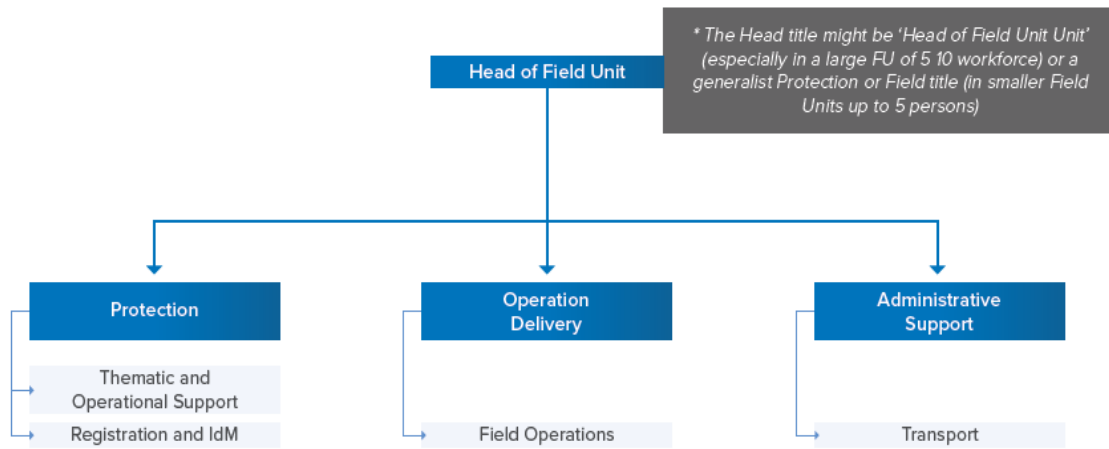 * The Head title might be ‘Head of Field Unit Unit’
(especially in a large FU of 5 10 workforce) or a
generalist Protection or Field title (in smaller Field
Units up to 5 persons)
Head of Field Unit
Protection
Operation
Delivery
Administrative
Support
Thematic and
Operational Support
Registration and IdM
Field Operations
Transport